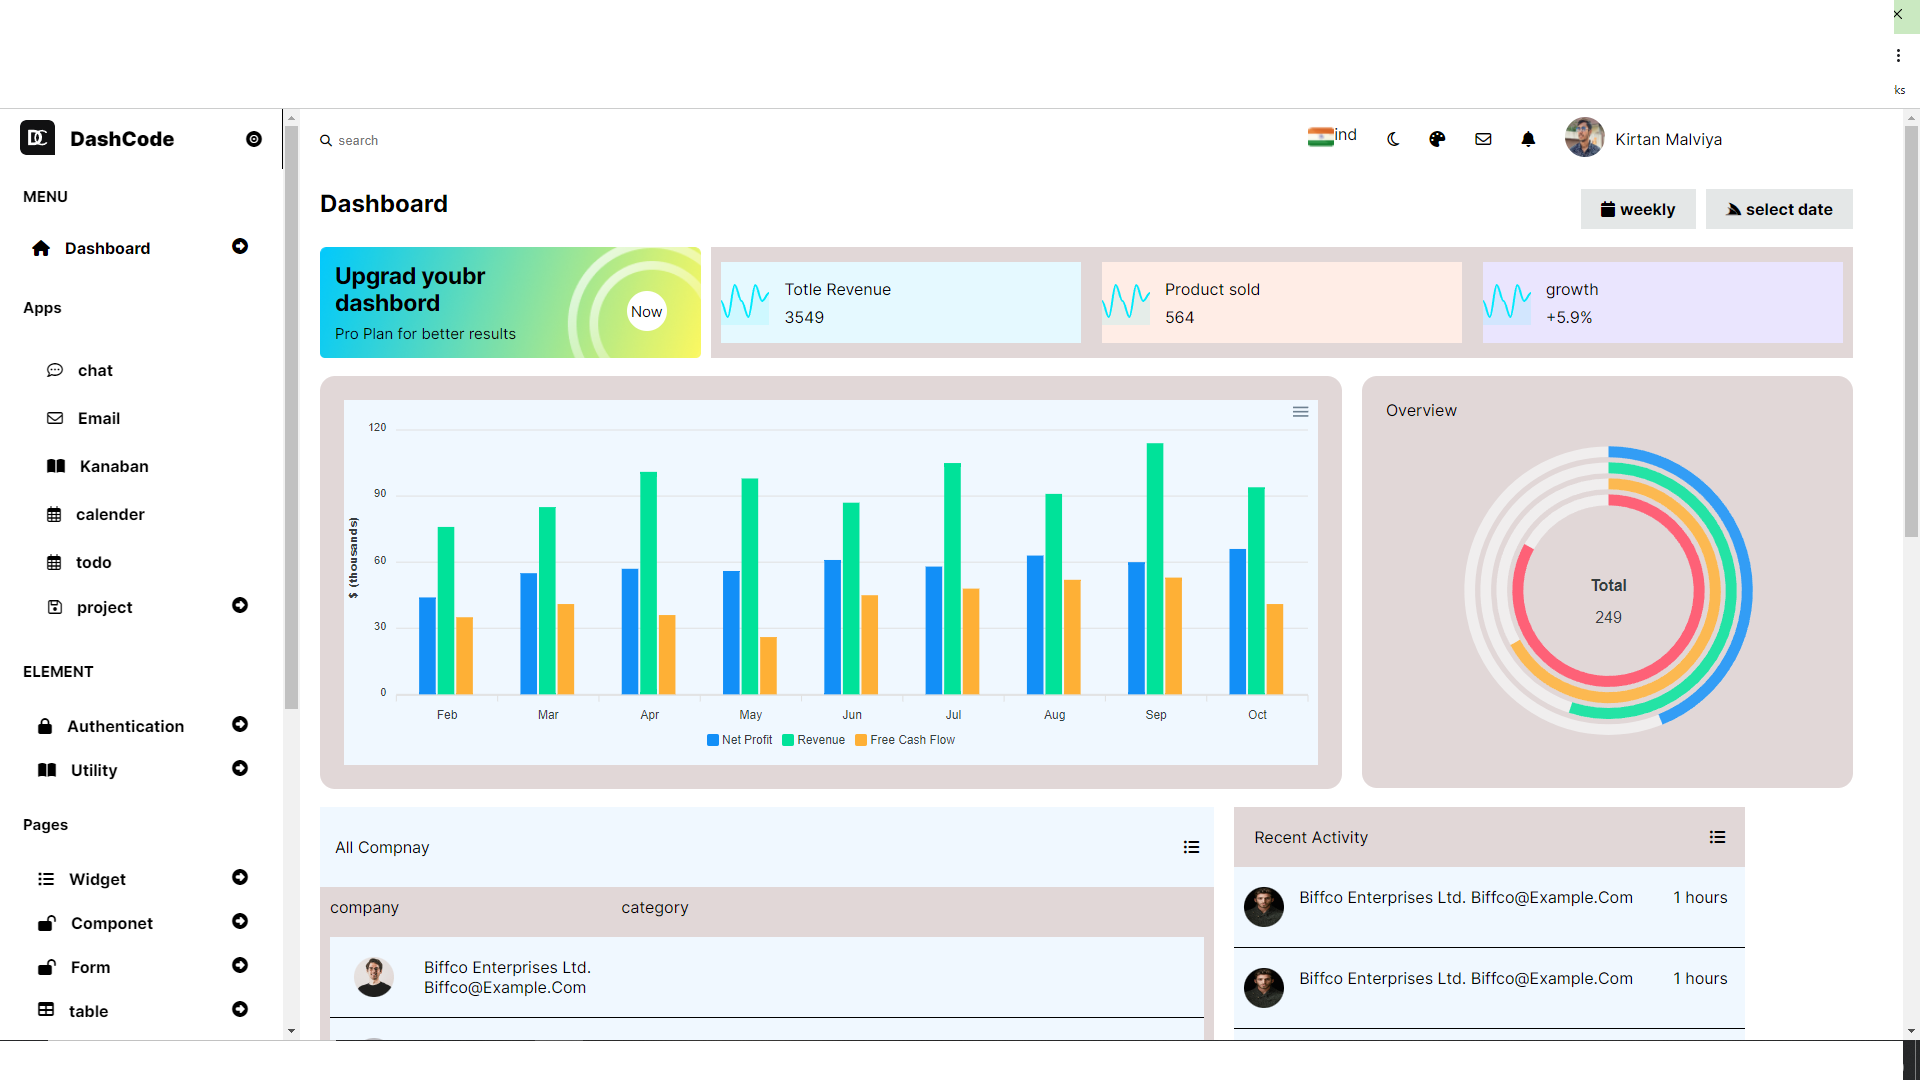 ks
DC DashCode
search
ind
Kirtan Malviya
MENU
Dashboard
Apps
chat
Email
Kanaban
calender
todo
project
ELEMENT
Authentication
Utility
Pages
Widget
Componet
Form
table
Dashboard
weekly
select date
Upgrad youbr
dashbord
Pro Plan for better results
Now
Totle Revenue
3549
Product sold
564
growth
+5.9%
$ (thousands)
120
90
60
30
0
Feb Mar Apr May Jun Jul Aug Sep Oct
Net Profit Revenue Free Cash Flow
Overview
Total
249
All Compnay
company category
Biffco Enterprises Ltd.
Biffco@Example.Com
Recent Activity
Biffco Enterprises Ltd. Biffco@Example.Com 1 hours
Biffco Enterprises Ltd. Biffco@Example.Com 1 hours